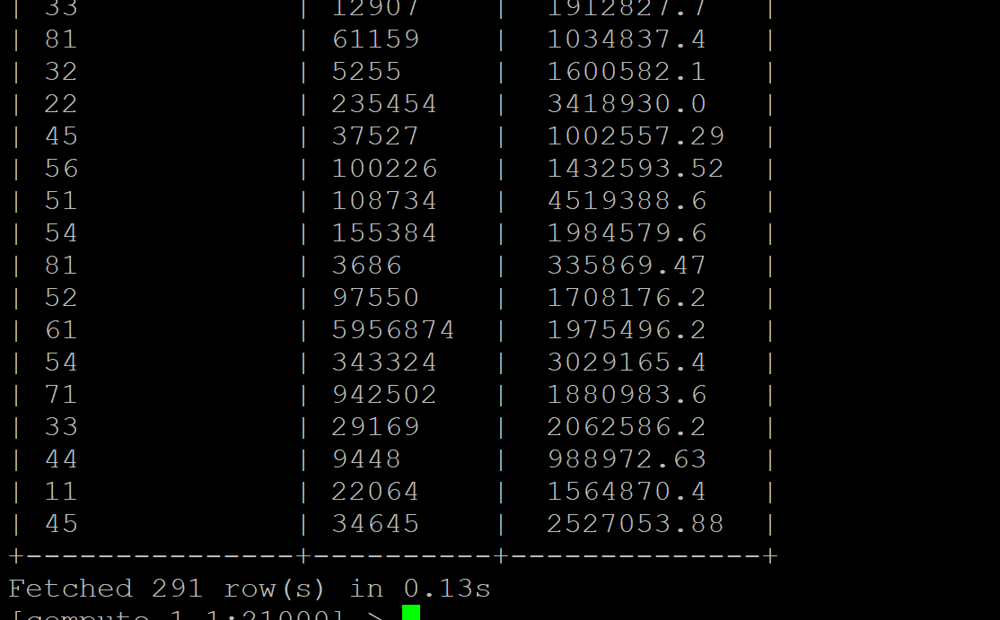 | 33 | 12907 | 1912827.7 |
| 81 | 61159 | 1034837.4 |
| 32 | 5255 | 1600582.1 |
| 22 | 235454 | 3418930.0 |
| 45 | 37527 | 1002557.29 |
| 56 | 100226 | 1432593.52 |
| 51 | 108734 | 4519388.6 |
| 54 | 155384 | 1984579.6 |
| 81 | 3686 | 335869.47 |
| 52 | 97550 | 1708176.2 |
| 61 | 5956874 | 1975496.2 |
| 54 | 343324 | 3029165.4 |
| 71 | 942502 | 1880983.6 |
| 33 | 29169 | 2062586.2 |
| 44 | 9448 | 988972.63 |
| 11 | 22064 | 1564870.4 |
| 45 | 34645 | 2527053.88 |
+---------------+----------+--------------+
Fetched 291 row(s) in 0.13s
[compute-1-1:21000] >